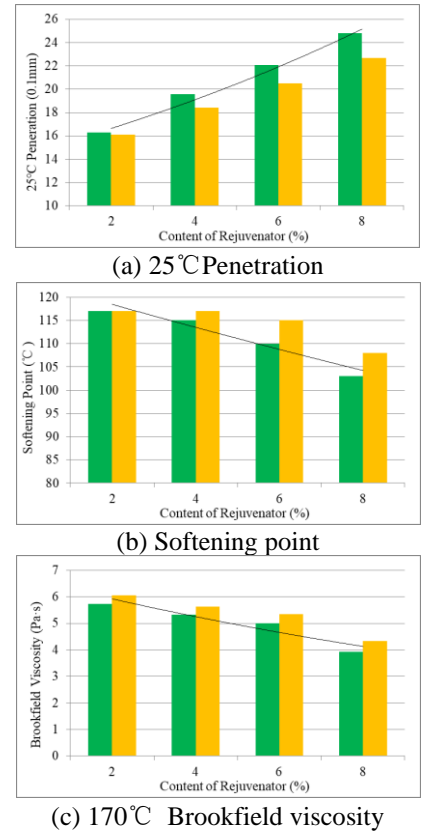 26
24
22
20
18
16
14
12
10
25℃ Peneration (0.1mm)
2 4 6 8
Content of Rejuvenator (%)
(a) 25℃Penetration
120
115
110
105
100
95
90
85
80
Softening Point (℃)
2 4 6 8
Content of Rejuvenator (%)
(b) Softening point
7
6
5
4
3
2
1
0
Brookfield Viscosity (Pa·s)
2 4 6 8
Content of Rejuvenator (%)
(c) 170℃ Brookfield viscosity